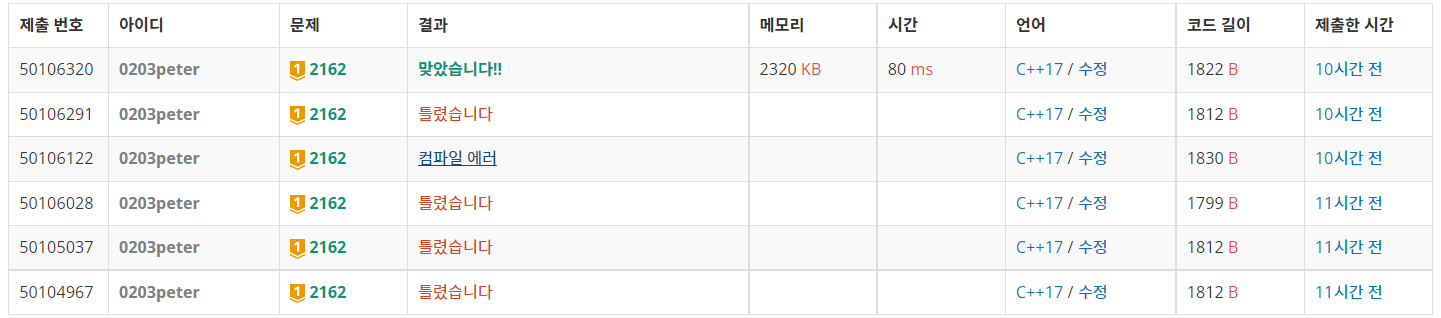 제출 번호 아이디 문제 결과 메모리 시간 언어 코드 길이 제출한 시간
50106320 0203peter 1 2162 맞았습니다!! 2320 KB 80 ms C++17 / 수정 1822 B 10시간 전
50106291 0203peter 1 2162 틀렸습니다 C++17 / 수정 1812 B 10시간 전
50106122 0203peter 1 2162 컴파일 에러 C++17 / 수정 1830 B 10시간 전
50106028 0203peter 1 2162 틀렸습니다 C++17 / 수정 1799 B 11시간 전
50105037 0203peter 1 2162 틀렸습니다 C++17 / 수정 1812 B 11시간 전
50104967 0203peter 1 2162 틀렸습니다 C++17 / 수정 1812 B 11시간 전